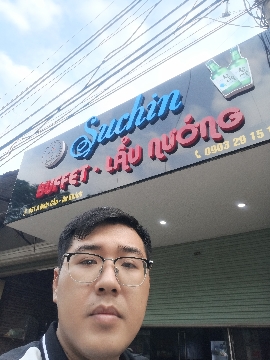 Suchin
BUFFET - LẨU NƯỚNG
0903 20 15